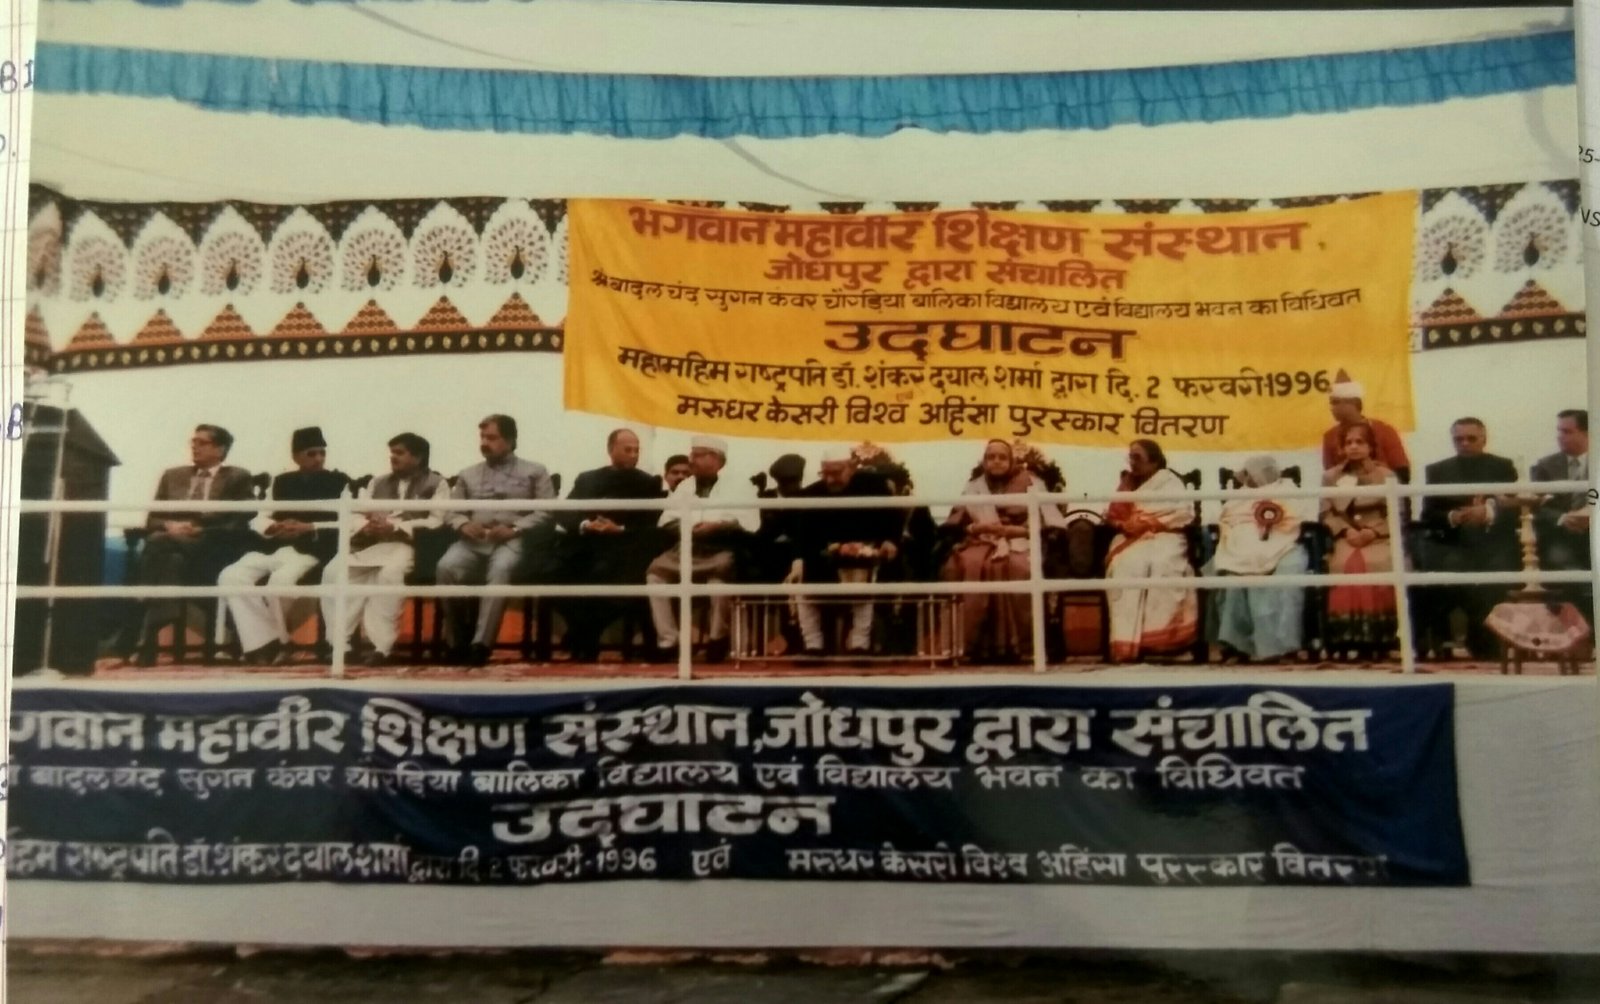 भगवान महावीर शिक्षण संस्थान,
जोधपुर द्वारा संचालित
श्री बादल चंद सुगन कंवर चौरड़िया बालिका विद्यालय एवं विद्यालय भवन का विधिवत
उद्घाटन
महामहिम राष्ट्रपति डॉ. शंकर दयाल शर्मा द्वारा दि. 2 फरवरी 1996
एवं
मरुधर केसरी विश्व अहिंसा पुरस्कार वितरण
गवान महावीर शिक्षण संस्थान, जोधपुर द्वारा संचालित
बादल चंद सुगन कंवर चौरड़िया बालिका विद्यालय एवं विद्यालय भवन का विधिवत
उद्घाटन
हिम राष्ट्रपति डॉ. शंकर दयाल शर्मा द्वारा दि. 2 फरवरी-1996 एवं मरुधर केसरी विश्व अहिंसा पुरस्कार वितरण